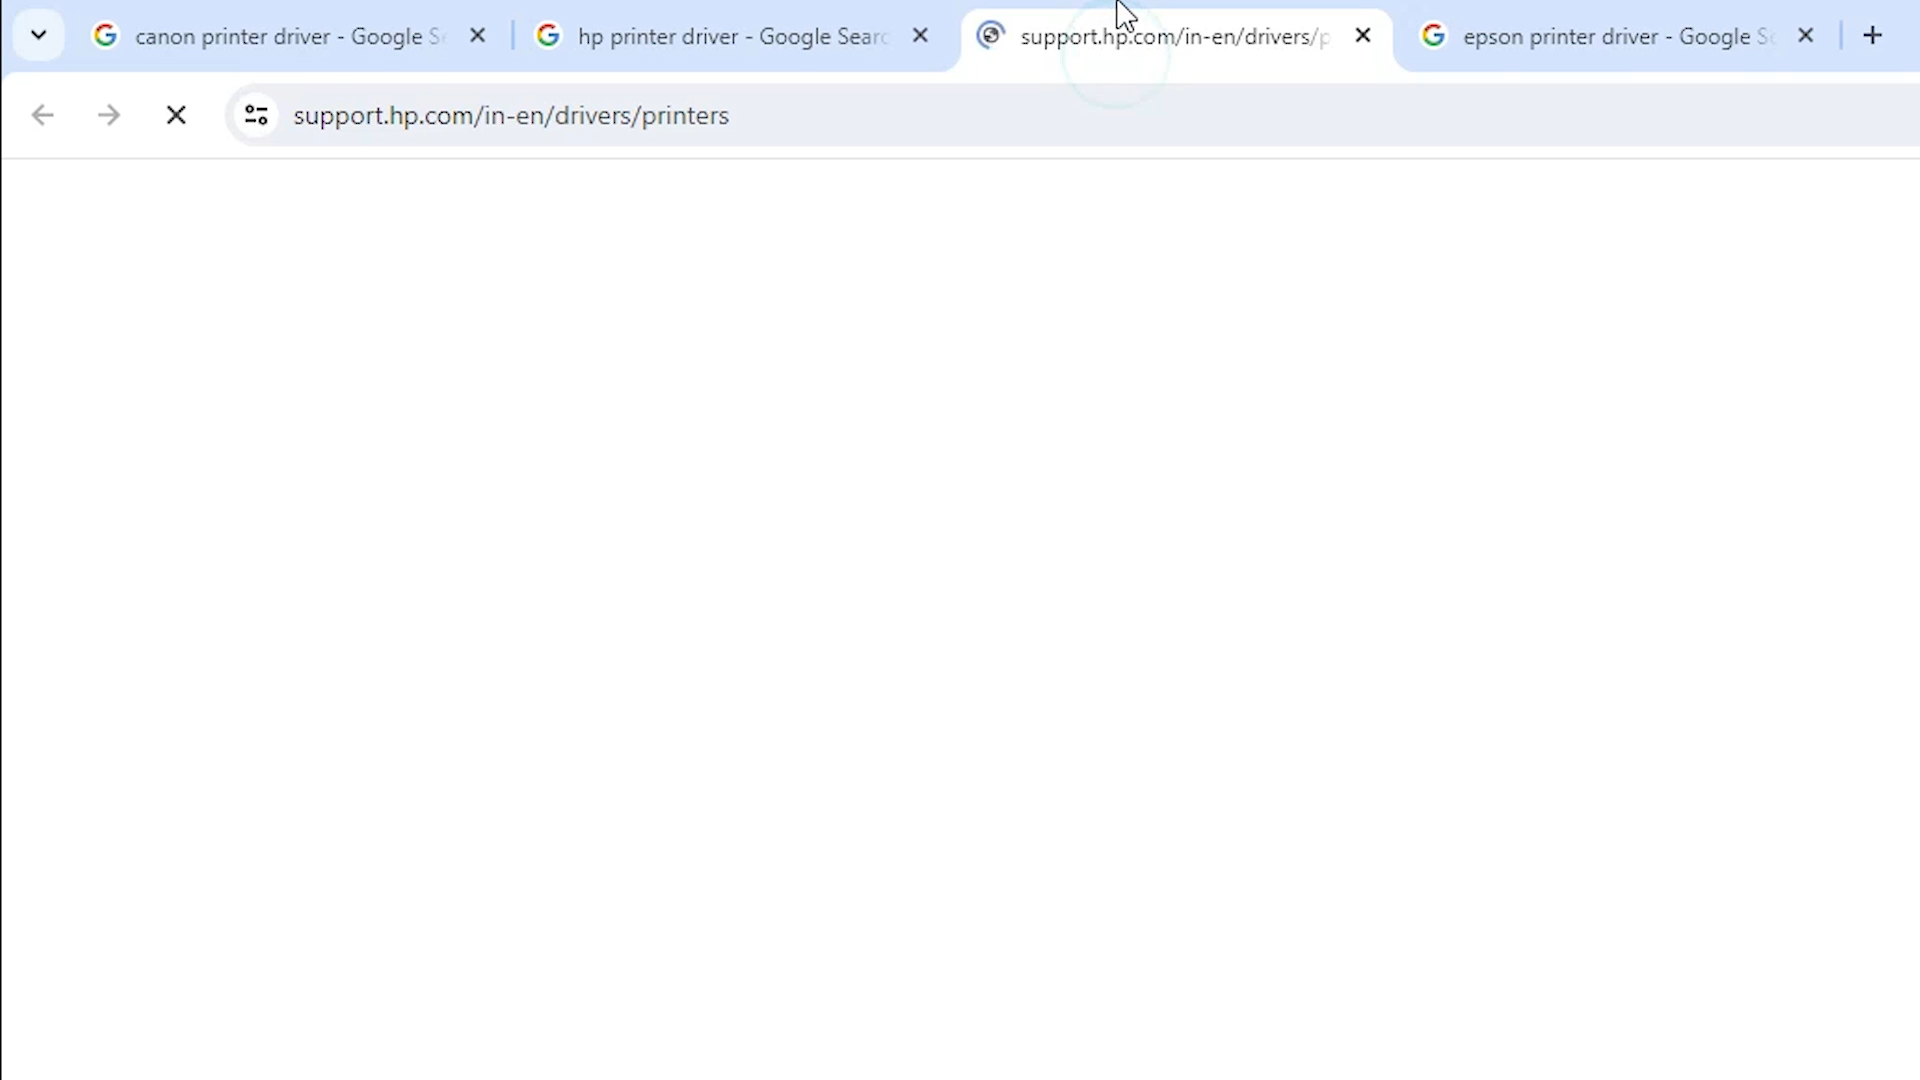 canon printer driver - Google S
hp printer driver - Google Searc
support.hp.com/in-en/drivers/p
epson printer driver - Google S
support.hp.com/in-en/drivers/printers